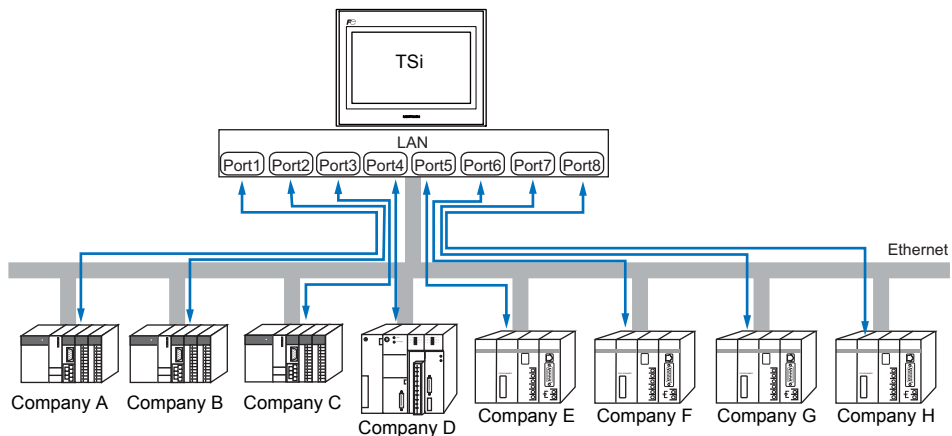 TSi
LAN
Port1 Port2 Port3 Port4 Port5 Port6 Port7 Port8
Ethernet
Company A Company B Company C Company D Company E Company F Company G Company H